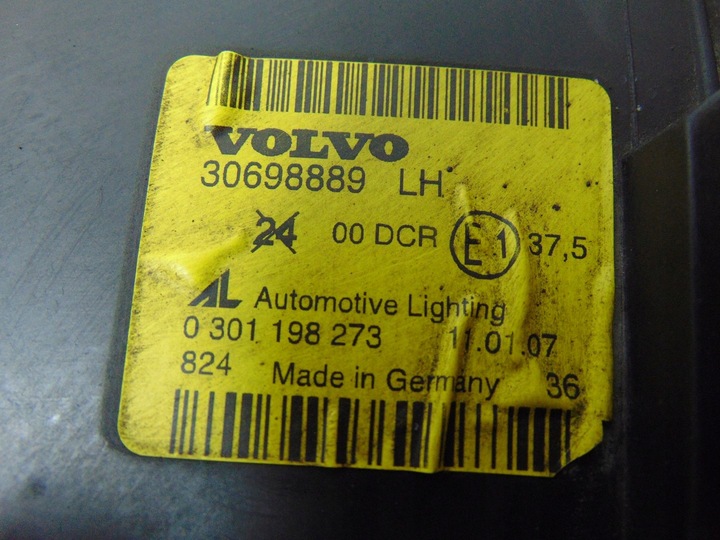 VOLVO
30698889 LH
24 00 DCR E1 37,5
AL Automotive Lighting
0 301 198 273 11.01.07
824 Made in Germany 36